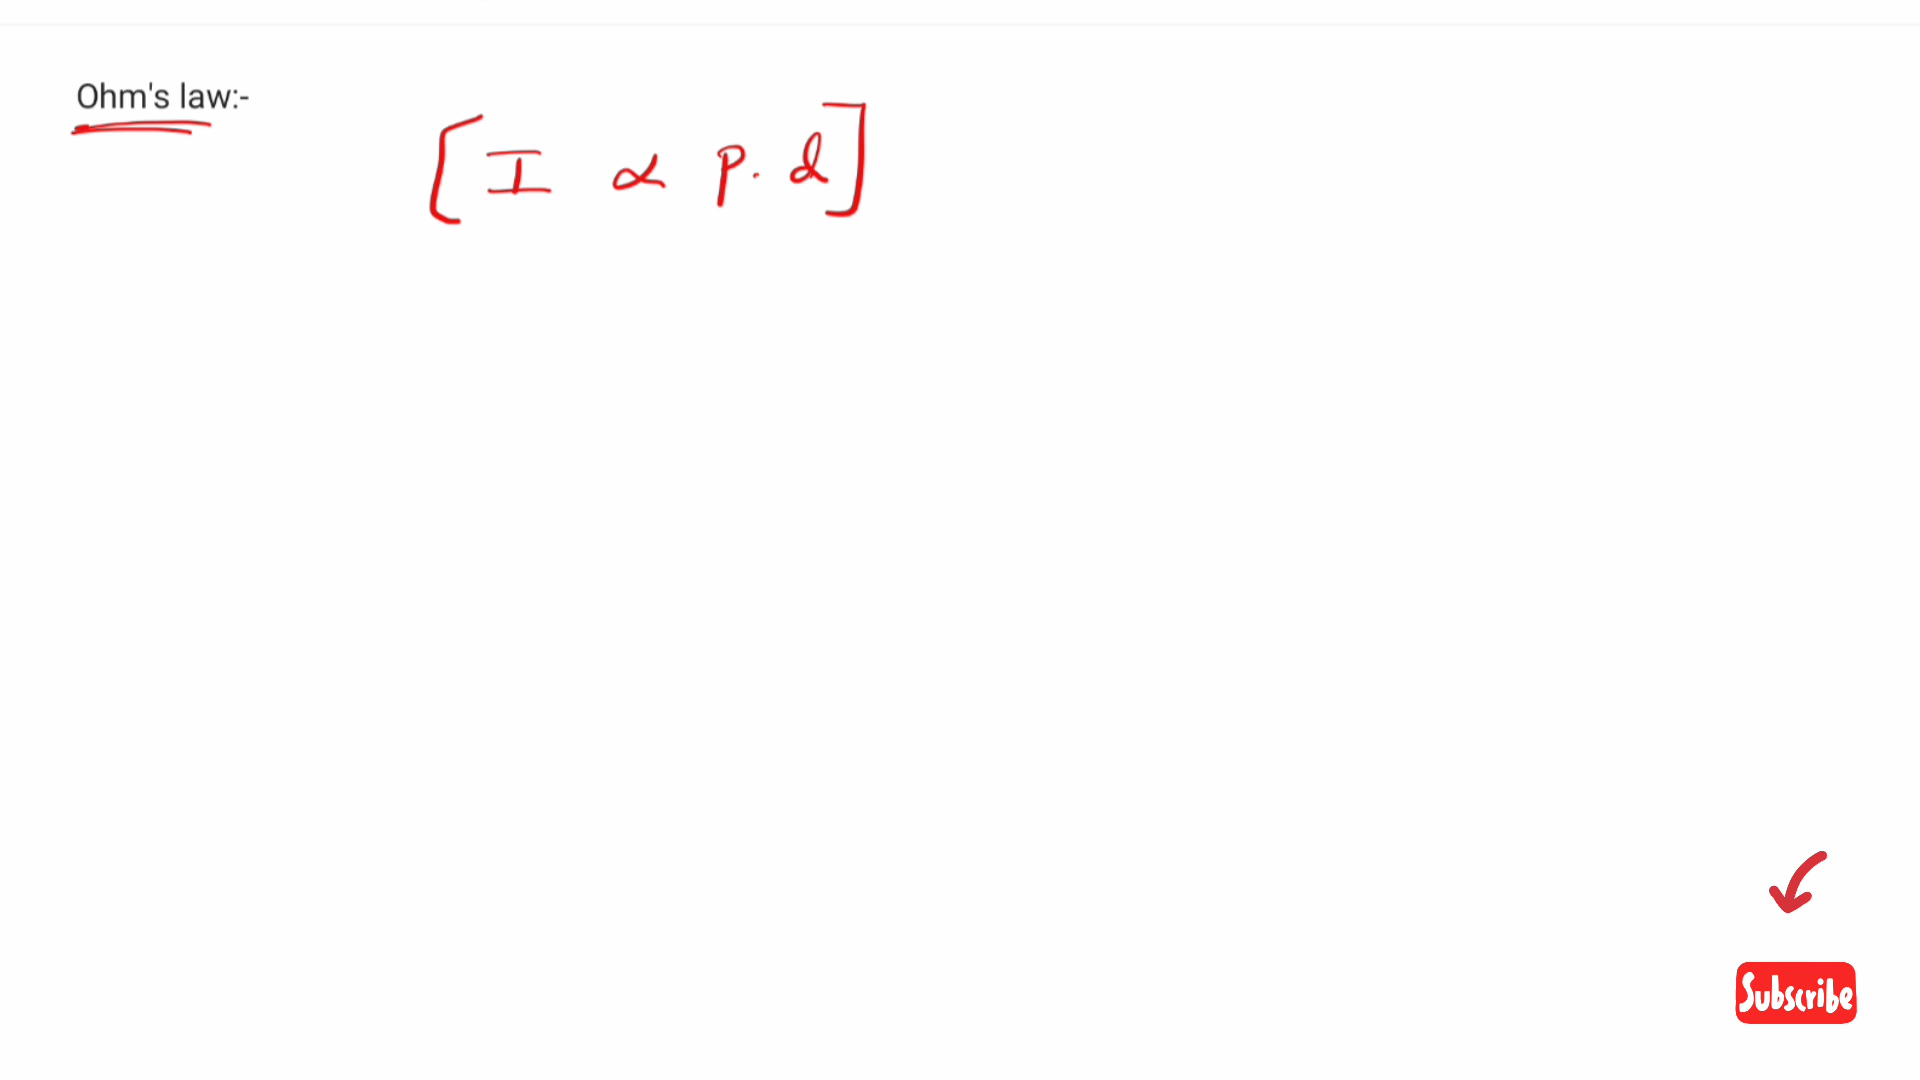 Ohm's law:-
[I ∝ p.d]
Subscribe